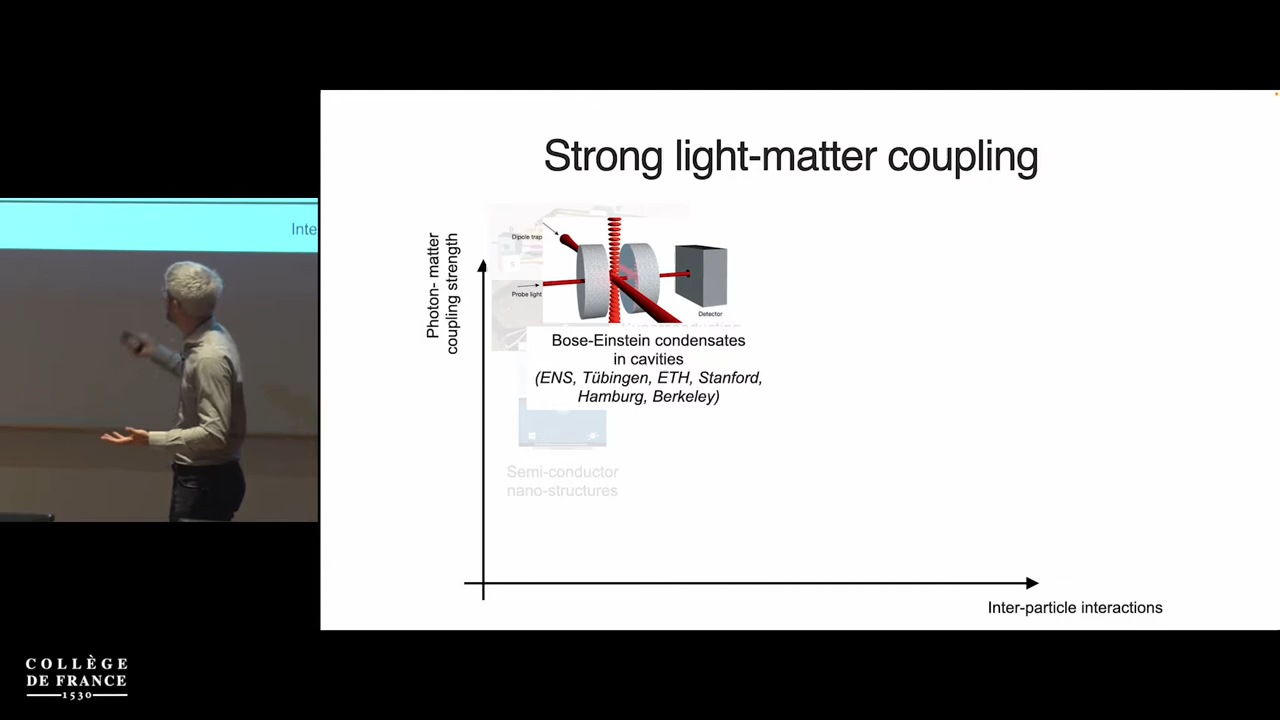 Strong light-matter coupling
Inte
Photon- matter
coupling strength
Dipole trap
Probe light
Detector
Bose-Einstein condensates
in cavities
(ENS, Tübingen, ETH, Stanford,
Hamburg, Berkeley)
Semi-conductor
nano-structures
Inter-particle interactions
COLLÈGE
DE FRANCE
1530